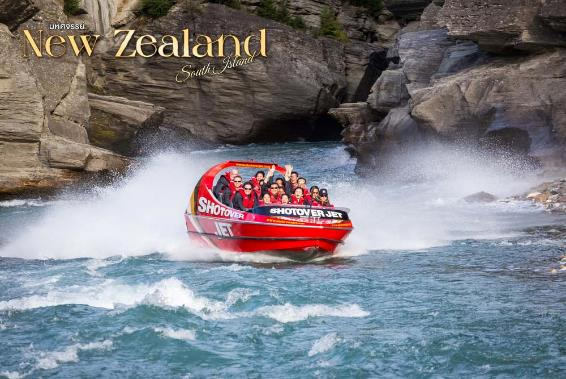 มหัศจรรย์
New Zealand
South Island
SHOTOVER
JET
SHOTOVER JET